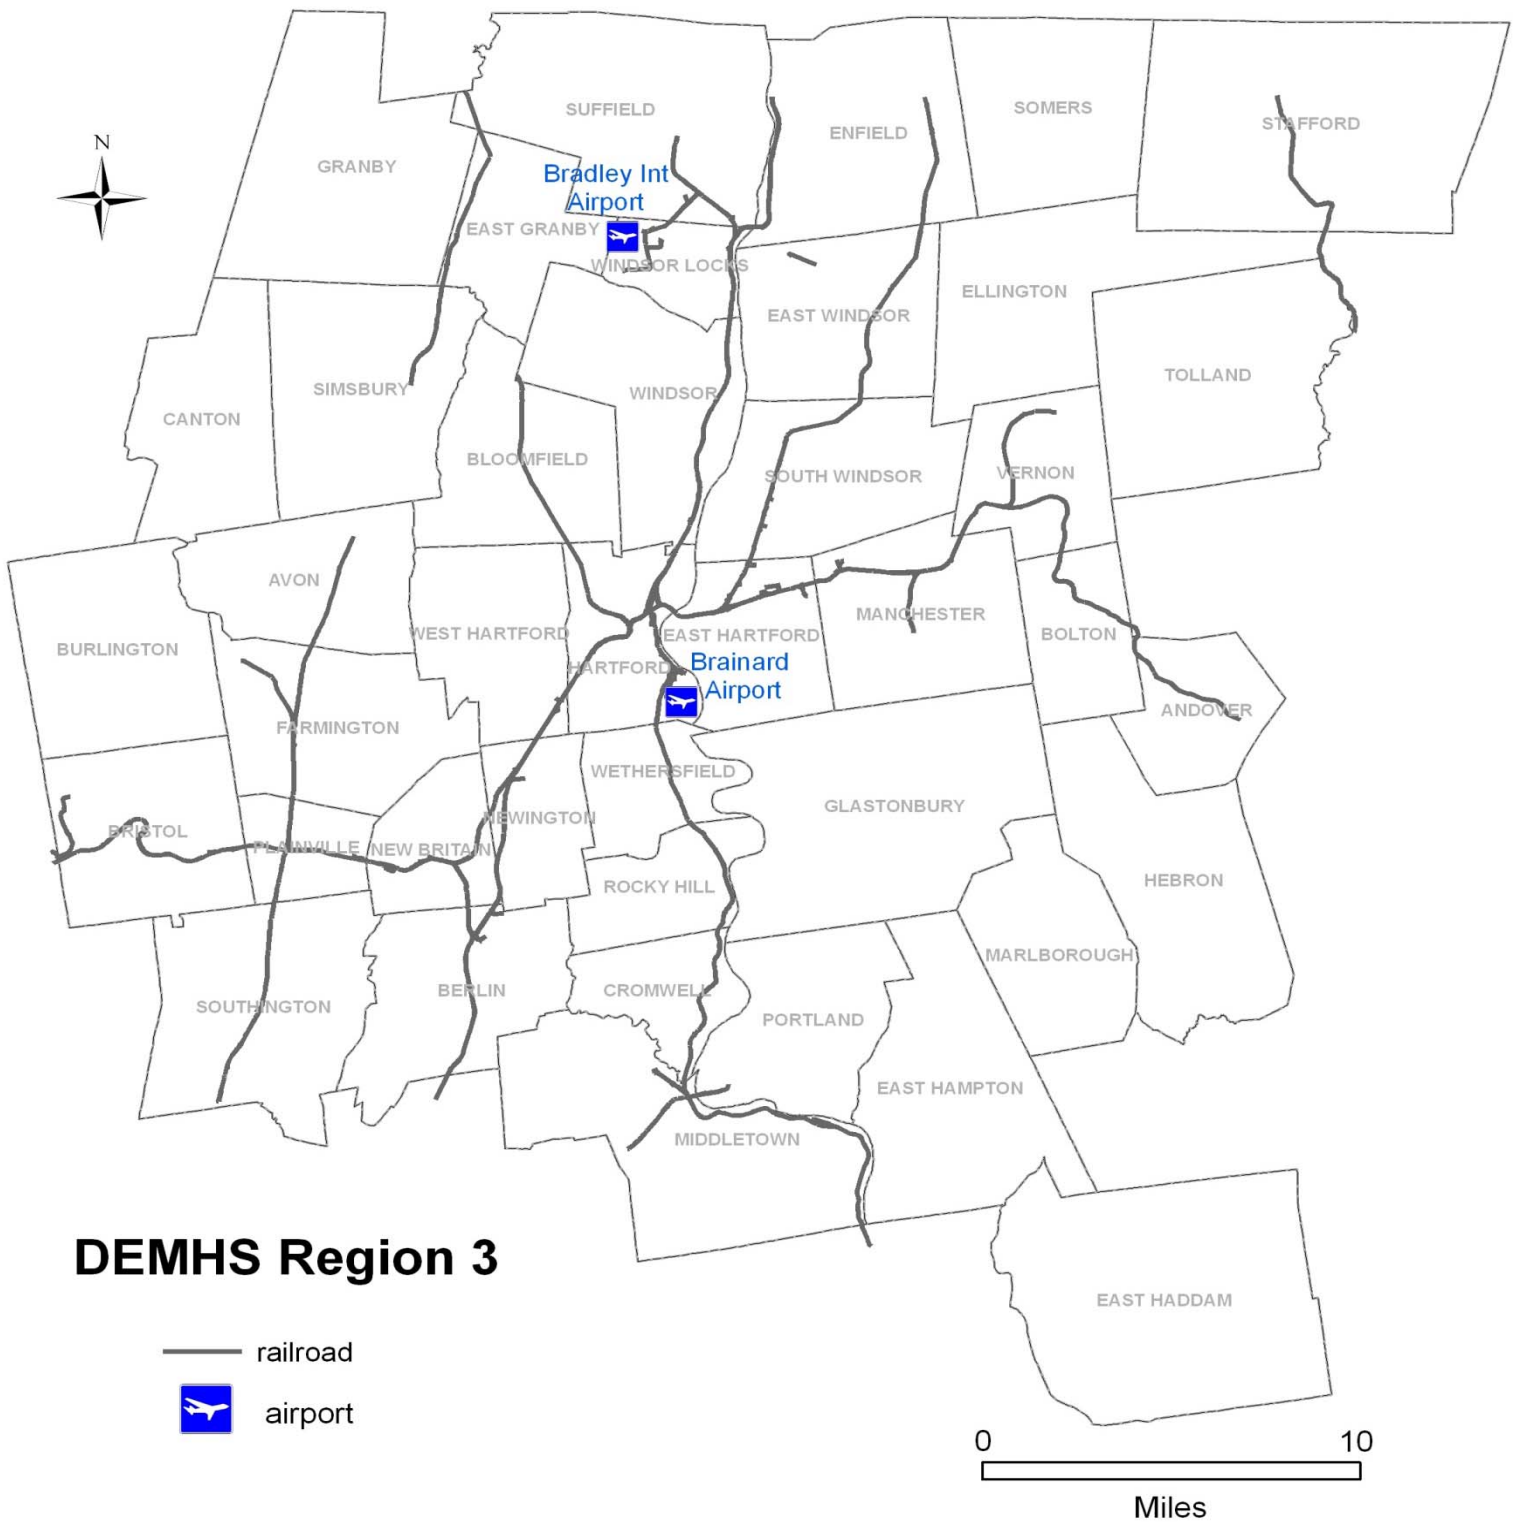 SUFFIELD
SOMERS
ENFIELD
STAFFORD
N
GRANBY
Bradley Int
Airport
EAST GRANBY
WINDSOR LOCKS
ELLINGTON
EAST WINDSOR
TOLLAND
SIMSBURY
WINDSOR
CANTON
BLOOMFIELD
SOUTH WINDSOR
VERNON
AVON
MANCHESTER
WEST HARTFORD
EAST HARTFORD
BOLTON
BURLINGTON
HARTFORD
Brainard
Airport
ANDOVER
FARMINGTON
WETHERSFIELD
GLASTONBURY
NEWINGTON
BRISTOL
PLAINVILLE
NEW BRITAIN
HEBRON
ROCKY HILL
MARLBOROUGH
BERLIN
CROMWELL
SOUTHINGTON
PORTLAND
EAST HAMPTON
MIDDLETOWN
DEMHS Region 3
EAST HADDAM
railroad
airport
0 10
Miles